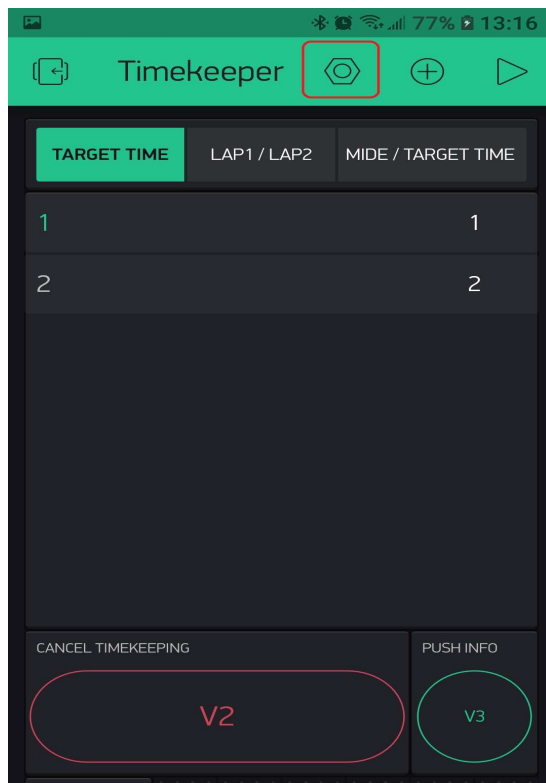 77% 13:16
Timekeeper
TARGET TIME LAP1 / LAP2 MIDE / TARGET TIME
1 1
2 2
CANCEL TIMEKEEPING PUSH INFO
V2 V3